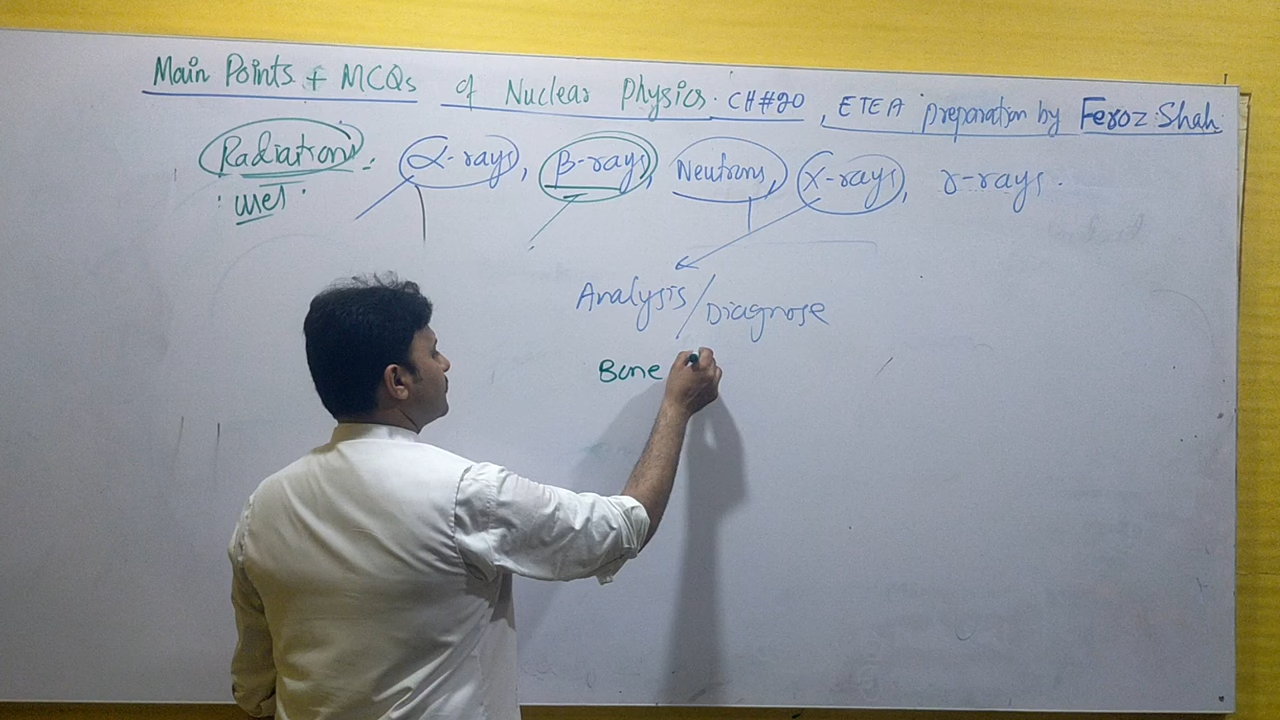 Main Points + MCQs of Nuclear Physics. CH#20, ETEA preparation by Feroz Shah
Radiations: α-rays, β-rays, Neutrons, X-rays, γ-rays.
: uses.
Analysis/Diagnose
Bone